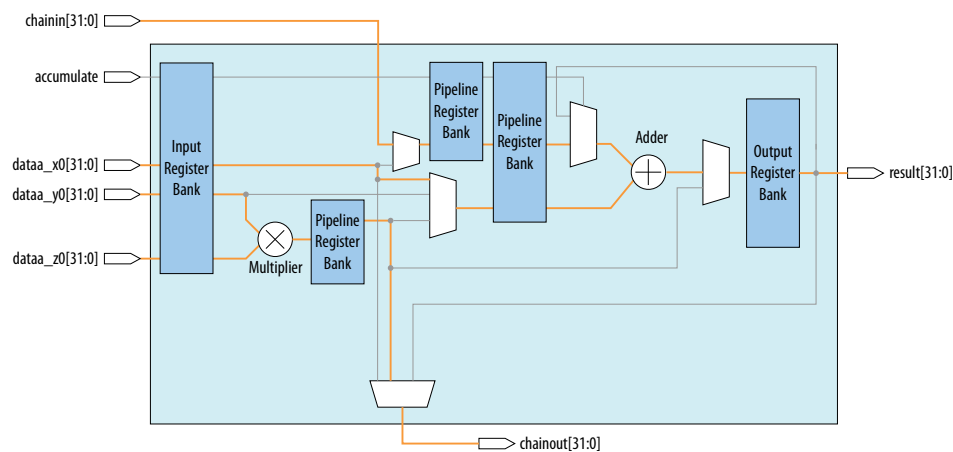 chainin[31:0]
accumulate
dataa_x0[31:0]
dataa_y0[31:0]
dataa_z0[31:0]
Input
Register
Bank
Multiplier
Pipeline
Register
Bank
Pipeline
Register
Bank
Pipeline
Register
Bank
Adder
Output
Register
Bank
result[31:0]
chainout[31:0]